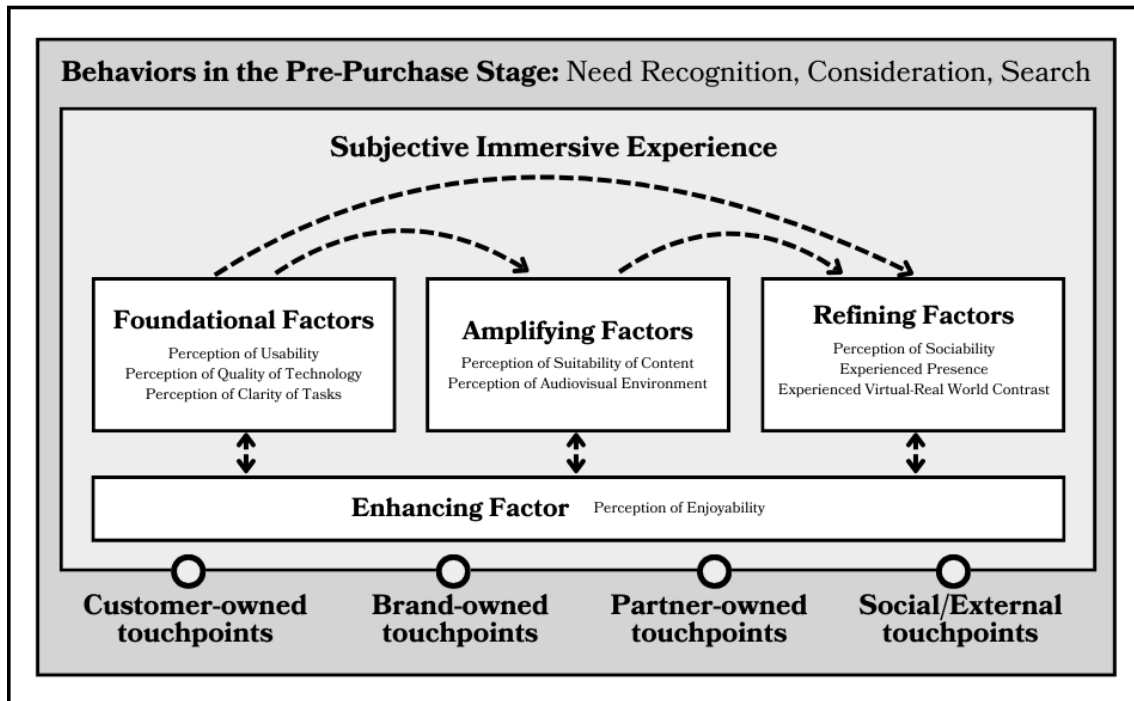 Behaviors in the Pre-Purchase Stage: Need Recognition, Consideration, Search
Subjective Immersive Experience
Foundational Factors
Perception of Usability
Perception of Quality of Technology
Perception of Clarity of Tasks
Amplifying Factors
Perception of Suitability of Content
Perception of Audiovisual Environment
Refining Factors
Perception of Sociability
Experienced Presence
Experienced Virtual-Real World Contrast
Enhancing Factor Perception of Enjoyability
Customer-owned
touchpoints
Brand-owned
touchpoints
Partner-owned
touchpoints
Social/External
touchpoints